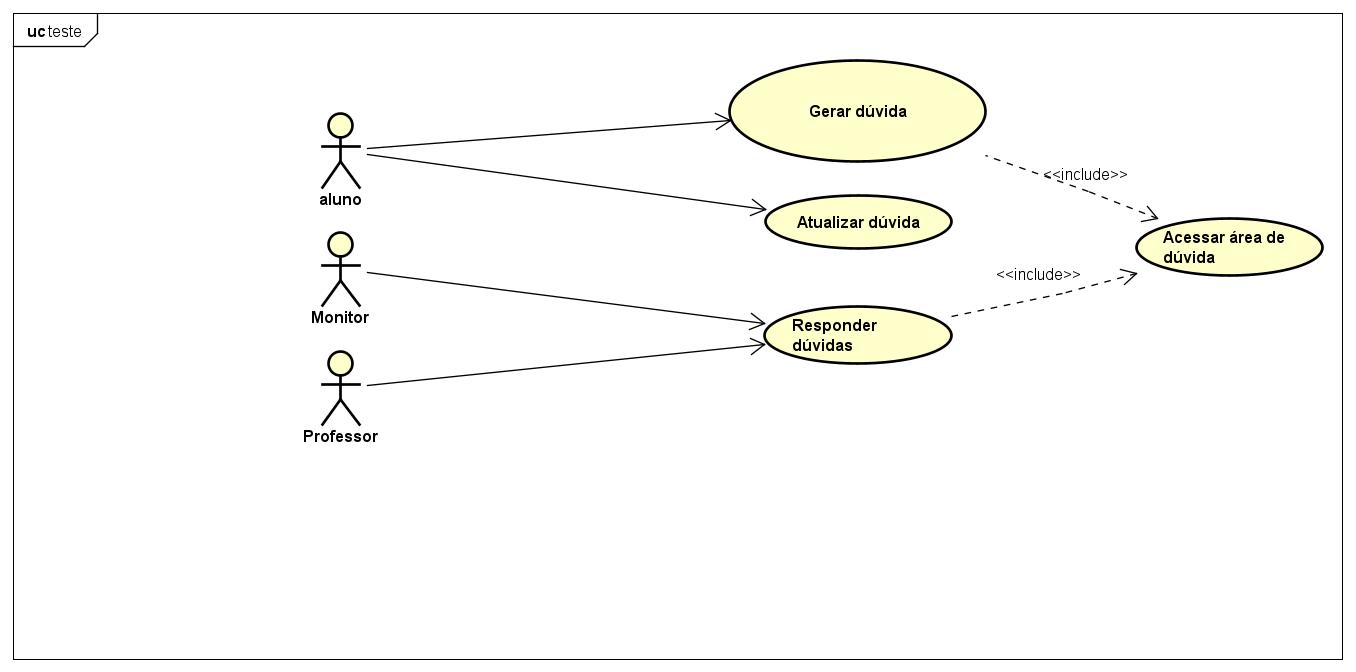 uc teste
Gerar dúvida
aluno
<<include>>
Atualizar dúvida
Acessar área de
dúvida
Monitor
<<include>>
Responder
dúvidas
Professor